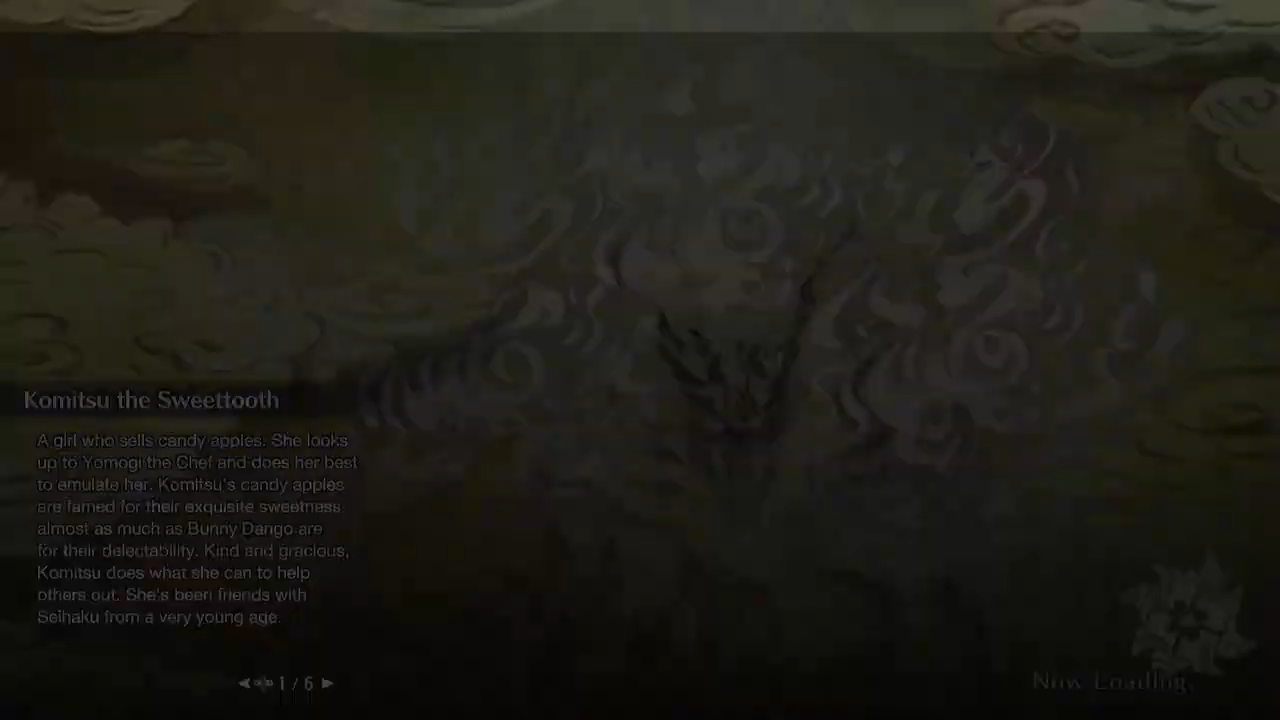 Komitsu the Sweettooth
A girl who sells candy apples. She looks
up to Yomogi the Chef and does her best
to emulate her. Komitsu's candy apples
are famed for their exquisite sweetness
almost as much as Bunny Dango are
for their delectability. Kind and gracious,
Komitsu does what she can to help
others out. She's been friends with
Seihaku from a very young age.
1 / 6
Now Loading.